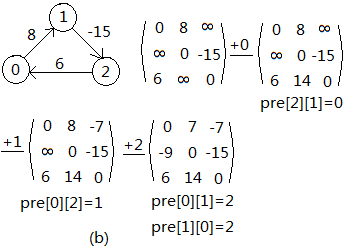 1
8
-15
0
6
2
0 8 ∞
∞ 0 -15
6 ∞ 0
+0
0 8 ∞
∞ 0 -15
6 14 0
pre[2][1]=0
+1
0 8 -7
∞ 0 -15
6 14 0
pre[0][2]=1
+2
0 7 -7
-9 0 -15
6 14 0
pre[0][1]=2
pre[1][0]=2
(b)